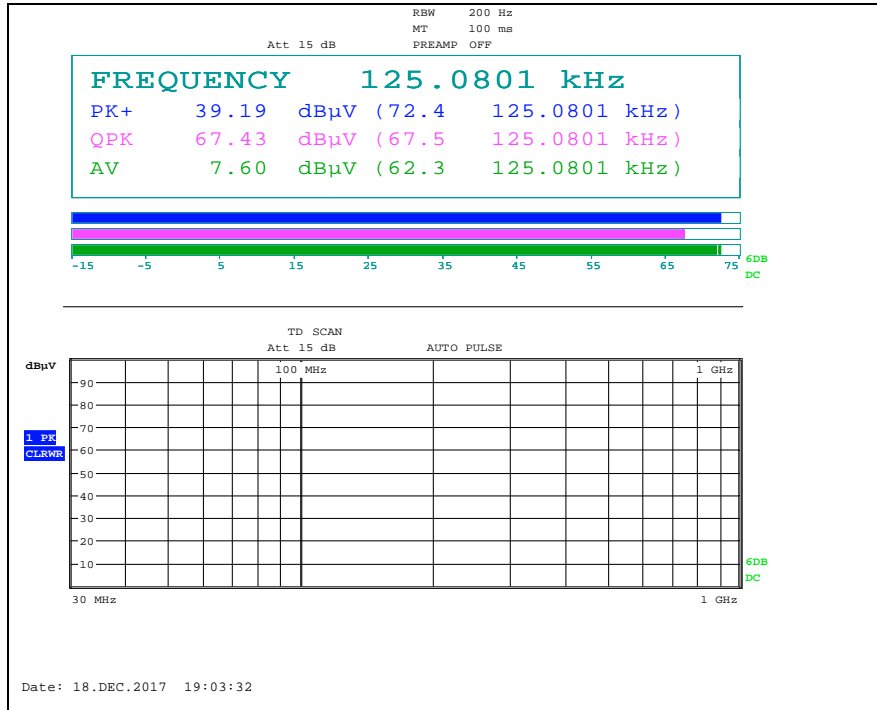 RBW 200 Hz
MT 100 ms
Att 15 dB PREAMP OFF
FREQUENCY 125.0801 kHz
PK+ 39.19 dBµV (72.4 125.0801 kHz)
QPK 67.43 dBµV (67.5 125.0801 kHz)
AV 7.60 dBµV (62.3 125.0801 kHz)
-15 -5 5 15 25 35 45 55 65 75
6DB
DC
TD SCAN
Att 15 dB AUTO PULSE
dBµV
100 MHz 1 GHz
90
80
70
1 PK
CLRWR
60
50
40
30
20
10
6DB
DC
30 MHz 1 GHz
Date: 18.DEC.2017 19:03:32